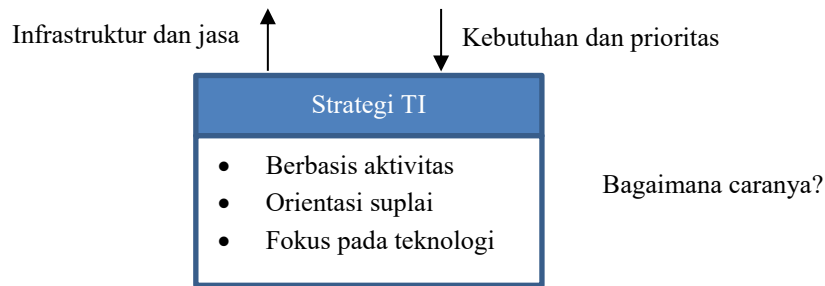 Infrastruktur dan jasa
Kebutuhan dan prioritas
Strategi TI
• Berbasis aktivitas
• Orientasi suplai
• Fokus pada teknologi
Bagaimana caranya?